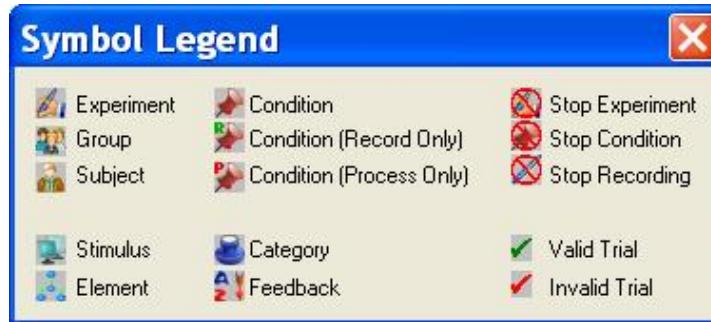 Symbol Legend
Experiment Condition Stop Experiment
Group Condition (Record Only) Stop Condition
Subject Condition (Process Only) Stop Recording
Stimulus Category Valid Trial
Element Feedback Invalid Trial